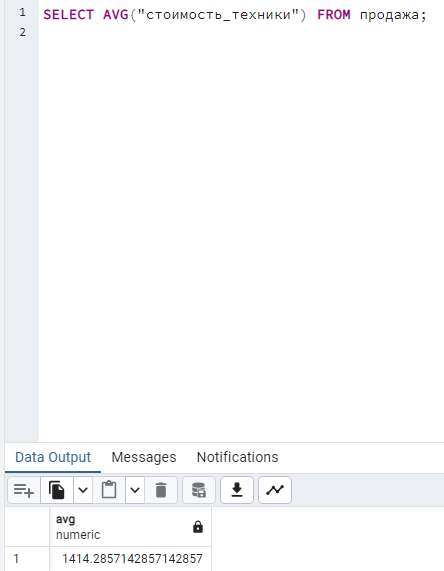 1 SELECT AVG("стоимость_техники") FROM продажа;
2
Data Output Messages Notifications
avg
numeric
1 1414.2857142857142857